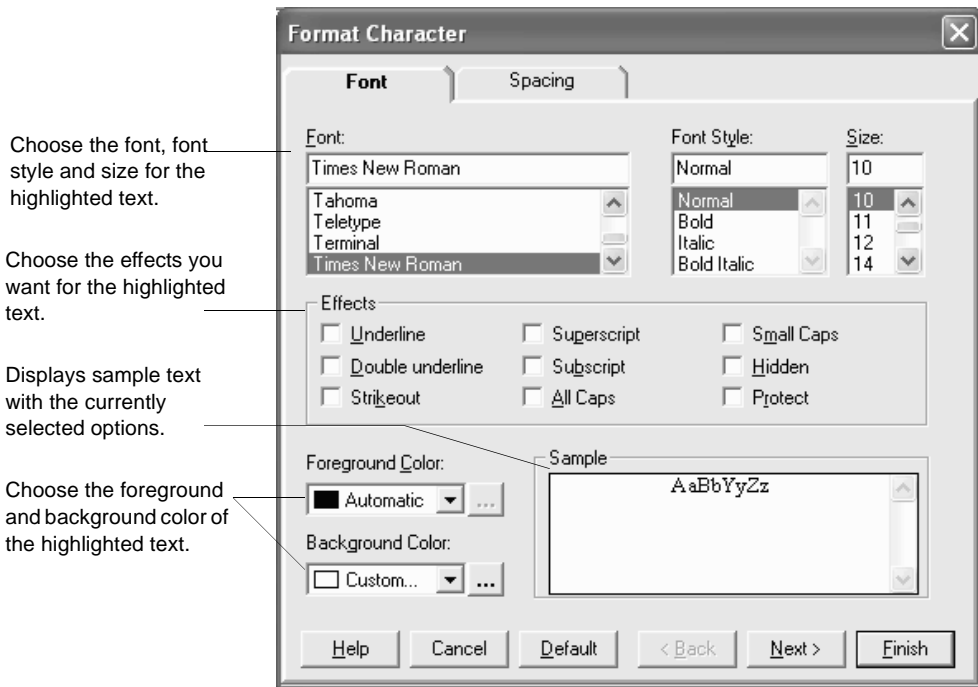 Format Character
Font
Spacing
Choose the font, font
style and size for the
highlighted text.
Font:
Font Style:
Size:
Times New Roman
Normal
10
Tahoma
Teletype
Terminal
Times New Roman
Normal
Bold
Italic
Bold Italic
10
11
12
14
Choose the effects you
want for the highlighted
text.
Effects
Underline
Superscript
Small Caps
Double underline
Subscript
Hidden
Strikeout
All Caps
Protect
Displays sample text
with the currently
selected options.
Foreground Color:
Automatic
...
Sample
AaBbYyZz
Choose the foreground
and background color of
the highlighted text.
Background Color:
Custom...
...
Help
Cancel
Default
< Back
Next >
Finish